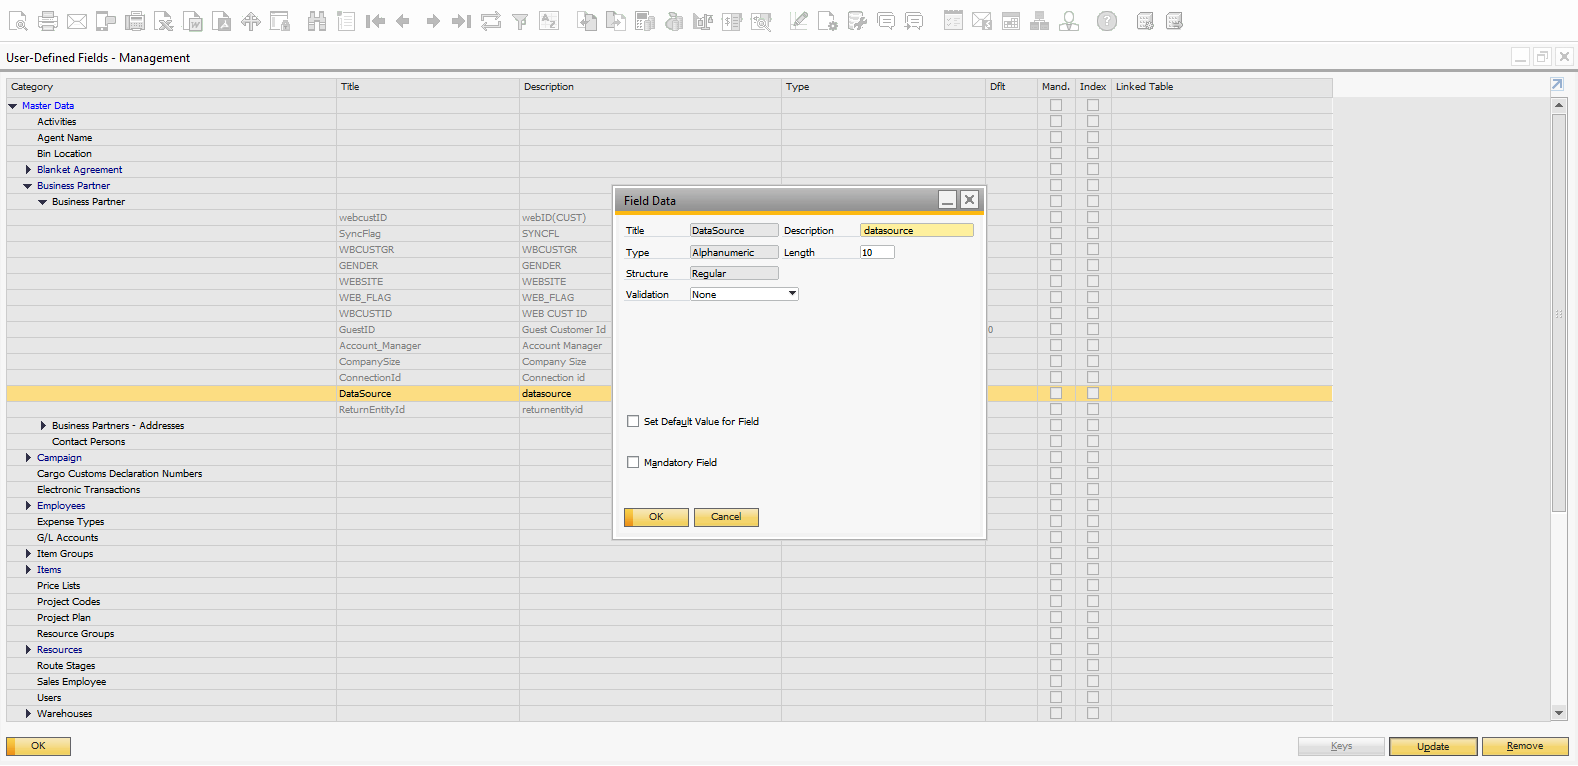 User-Defined Fields - Management
Category Title Description Type Dflt Mand. Index Linked Table
Master Data
Activities
Agent Name
Bin Location
Blanket Agreement
Business Partner
Business Partner
webcustID webID(CUST)
SyncFlag SYNCFL
WBCUSTGR WBCUSTGR
GENDER GENDER
WEBSITE WEBSITE
WEB_FLAG WEB_FLAG
WBCUSTID WEB CUST ID
GuestID Guest Customer Id 0
Account_Manager Account Manager
CompanySize Company Size
ConnectionId Connection id
DataSource datasource
ReturnEntityId returnentityid
Business Partners - Addresses
Contact Persons
Campaign
Cargo Customs Declaration Numbers
Electronic Transactions
Employees
Expense Types
G/L Accounts
Item Groups
Items
Price Lists
Project Codes
Project Plan
Resource Groups
Resources
Route Stages
Sales Employee
Users
Warehouses
Field Data
Title DataSource Description datasource
Type Alphanumeric Length 10
Structure Regular
Validation None
Set Default Value for Field
Mandatory Field
OK Cancel
OK Keys Update Remove